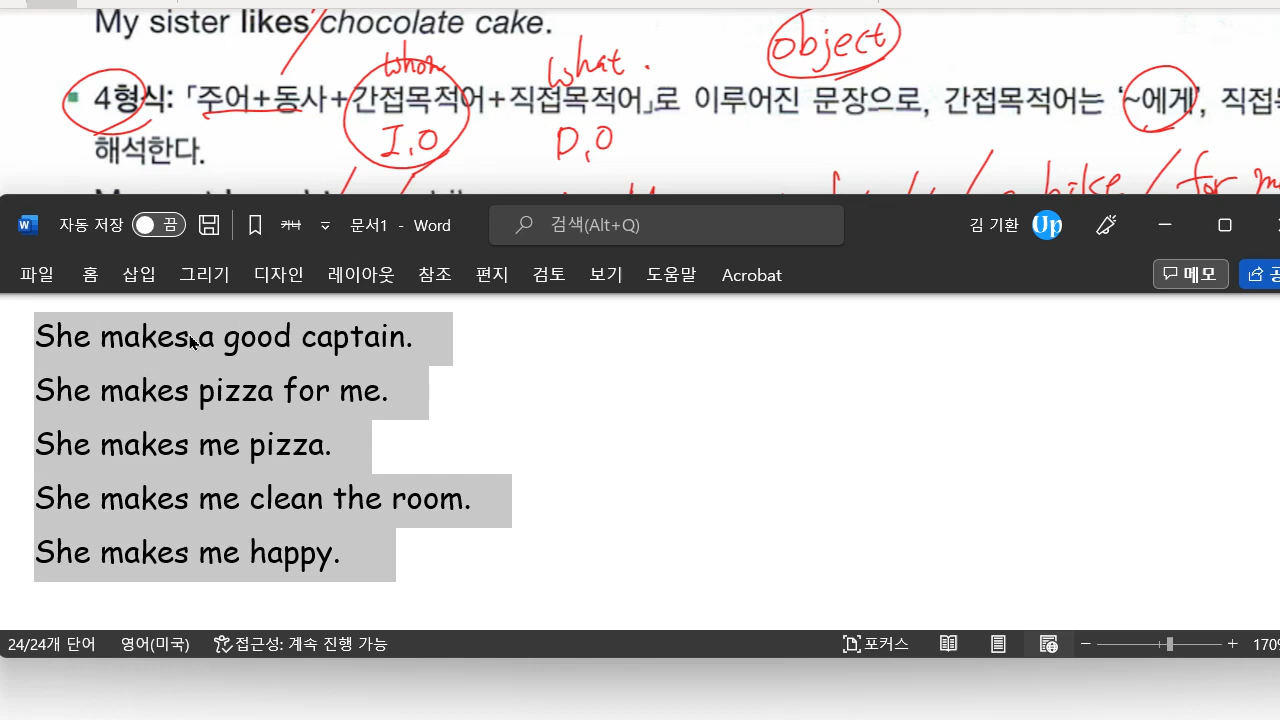 My sister likes chocolate cake.
whom what . object
4형식: 「주어+동사+간접목적어+직접목적어」로 이루어진 문장으로, 간접목적어는 '~에게', 직접목
I.O D.O
해석한다.
a bike / for m
자동 저장 끔 가나 문서1 - Word 검색(Alt+Q) 김 기환 Up
파일 홈 삽입 그리기 디자인 레이아웃 참조 편지 검토 보기 도움말 Acrobat 메모
She makes a good captain.
She makes pizza for me.
She makes me pizza.
She makes me clean the room.
She makes me happy.
24/24개 단어 영어(미국) 접근성: 계속 진행 가능 포커스 170%